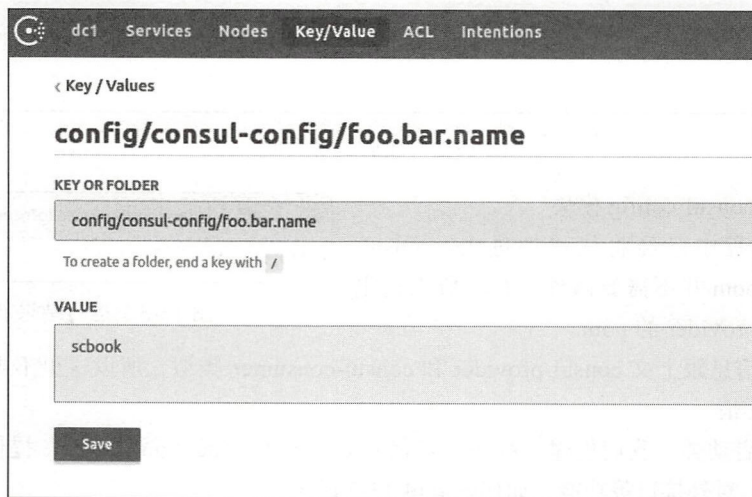 dc1 Services Nodes Key/Value ACL Intentions
‹ Key / Values
config/consul-config/foo.bar.name
KEY OR FOLDER
config/consul-config/foo.bar.name
To create a folder, end a key with /
VALUE
scbook
Save